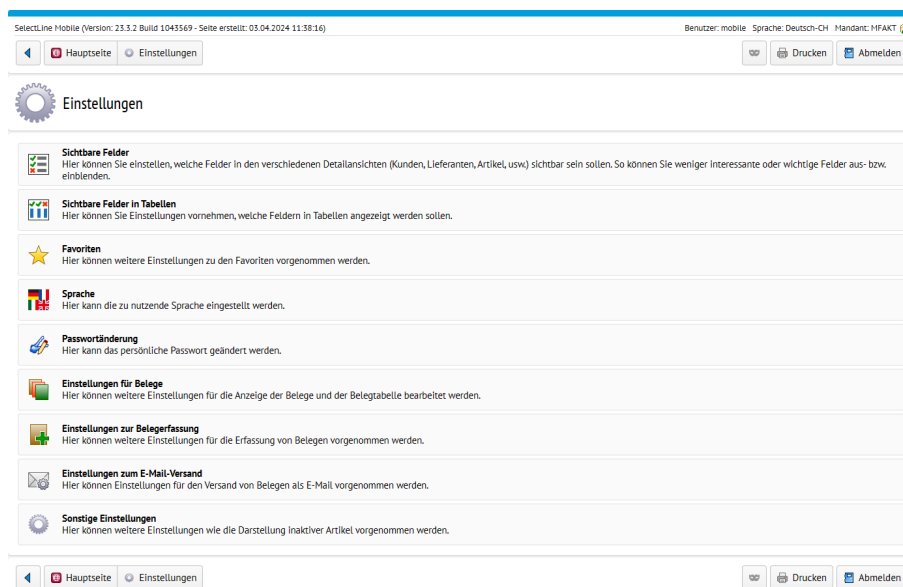 SelectLine Mobile (Version: 23.3.2 Build 1043569 - Seite erstellt: 03.04.2024 11:38:16) Benutzer: mobile Sprache: Deutsch-CH Mandant: MFAKT
Hauptseite Einstellungen Drucken Abmelden
Einstellungen
Sichtbare Felder
Hier können Sie einstellen, welche Felder in den verschiedenen Detailansichten (Kunden, Lieferanten, Artikel, usw.) sichtbar sein sollen. So können Sie weniger interessante oder wichtige Felder aus- bzw.
einblenden.
Sichtbare Felder in Tabellen
Hier können Sie Einstellungen vornehmen, welche Feldern in Tabellen angezeigt werden sollen.
Favoriten
Hier können weitere Einstellungen zu den Favoriten vorgenommen werden.
Sprache
Hier kann die zu nutzende Sprache eingestellt werden.
Passwortänderung
Hier kann das persönliche Passwort geändert werden.
Einstellungen für Belege
Hier können weitere Einstellungen für die Anzeige der Belege und der Belegtabelle bearbeitet werden.
Einstellungen zur Belegerfassung
Hier können weitere Einstellungen für die Erfassung von Belegen vorgenommen werden.
Einstellungen zum E-Mail-Versand
Hier können Einstellungen für den Versand von Belegen als E-Mail vorgenommen werden.
Sonstige Einstellungen
Hier können weitere Einstellungen wie die Darstellung inaktiver Artikel vorgenommen werden.
Hauptseite Einstellungen Drucken Abmelden